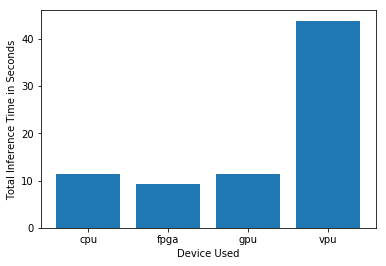 Total Inference Time in Seconds
40
30
20
10
0
cpu fpga gpu vpu
Device Used